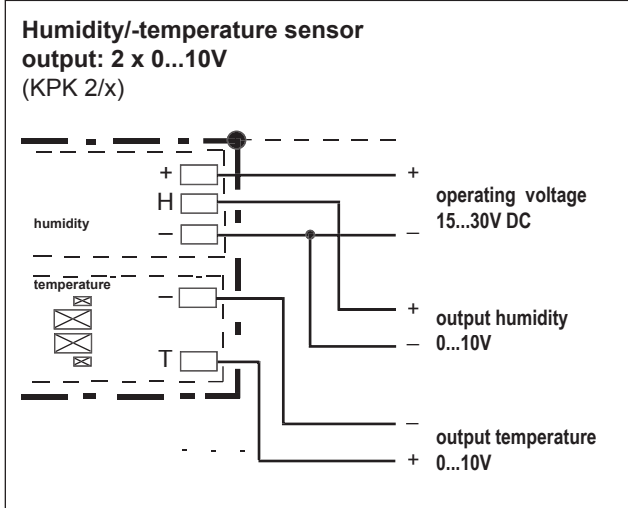 Humidity/-temperature sensor
output: 2 x 0...10V
(KPK 2/x)
+ +
H
operating voltage
15...30V DC
humidity
– –
temperature
–
+
output humidity
– 0...10V
T
–
output temperature
+ 0...10V